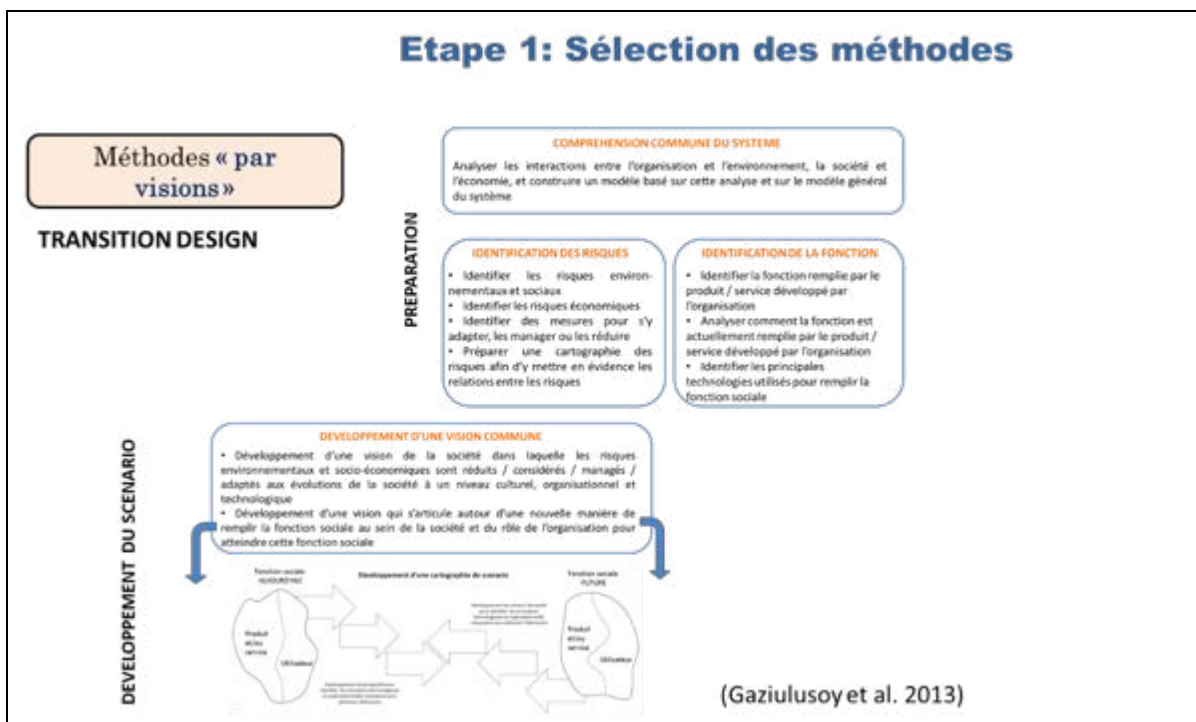 Etape 1: Sélection des méthodes
Méthodes « par
visions»
TRANSITION DESIGN
PREPARATION
COMPREHENSION COMMUNE DU SYSTEME
Analyser les interactions entre l'organisation et l'environnement, la société et
l'économie, et construire un modèle basé sur cette analyse et sur le modèle général
du système
IDENTIFICATION DES RISQUES
• Identifier les risques environ-
nementaux et sociaux
• Identifier les risques économiques
• Identifier des mesures pour s'y
adapter, les manager ou les réduire
• Préparer une cartographie des
risques afin d'y mettre en évidence les
relations entre les risques
IDENTIFICATION DE LA FONCTION
• Identifier la fonction remplie par le
produit / service développé par
l'organisation
• Analyser comment la fonction est
actuellement remplie par le produit /
service développé par l'organisation
• Identifier les principales
technologies utilisés pour remplir la
fonction sociale
DEVELOPPEMENT DU SCENARIO
DEVELOPPEMENT D'UNE VISION COMMUNE
• Développement d'une vision de la société dans laquelle les risques
environnementaux et socio-économiques sont réduits / considérés / managés /
adaptés aux évolutions de la société à un niveau culturel, organisationnel et
technologique
• Développement d'une vision qui s'articule autour d'une nouvelle manière de
remplir la fonction sociale au sein de la société et du rôle de l'organisation pour
atteindre cette fonction sociale
Fonction sociale
AUJOURD'HUI
Développement d'une cartographie de scenario
Fonction sociale
FUTURE
Produit
et/ou
service
Utilisateur
Produit
et/ou
service
Utilisateur
(Gaziulusoy et al. 2013)